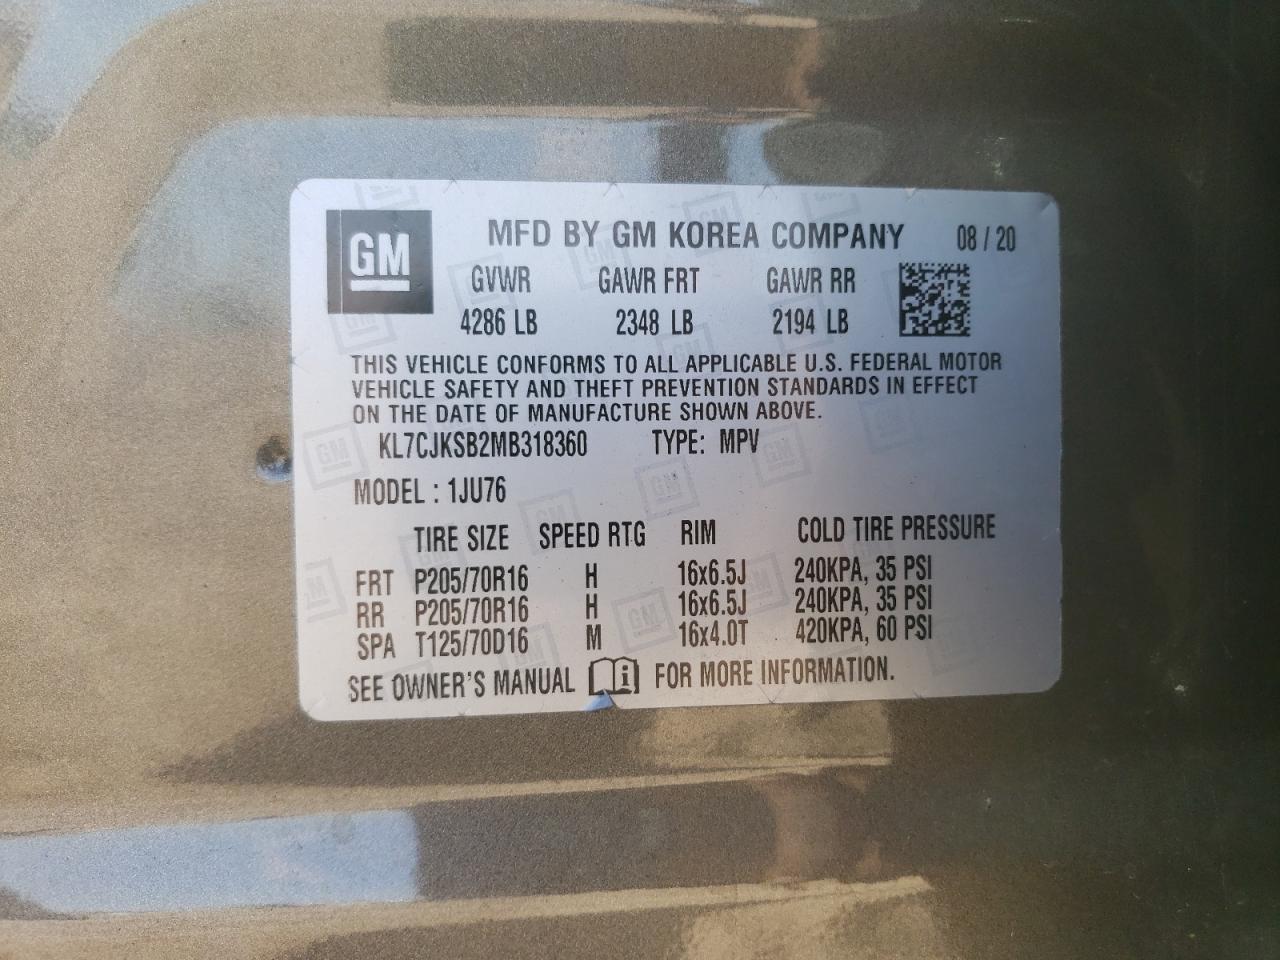 GM MFD BY GM KOREA COMPANY 08 / 20
GVWR GAWR FRT GAWR RR
4286 LB 2348 LB 2194 LB
THIS VEHICLE CONFORMS TO ALL APPLICABLE U.S. FEDERAL MOTOR
VEHICLE SAFETY AND THEFT PREVENTION STANDARDS IN EFFECT
ON THE DATE OF MANUFACTURE SHOWN ABOVE.
KL7CJKSB2MB318360 TYPE: MPV
MODEL : 1JU76
TIRE SIZE SPEED RTG RIM COLD TIRE PRESSURE
FRT P205/70R16 H 16x6.5J 240KPA, 35 PSI
RR P205/70R16 H 16x6.5J 240KPA, 35 PSI
SPA T125/70D16 M 16x4.0T 420KPA, 60 PSI
SEE OWNER'S MANUAL i FOR MORE INFORMATION.